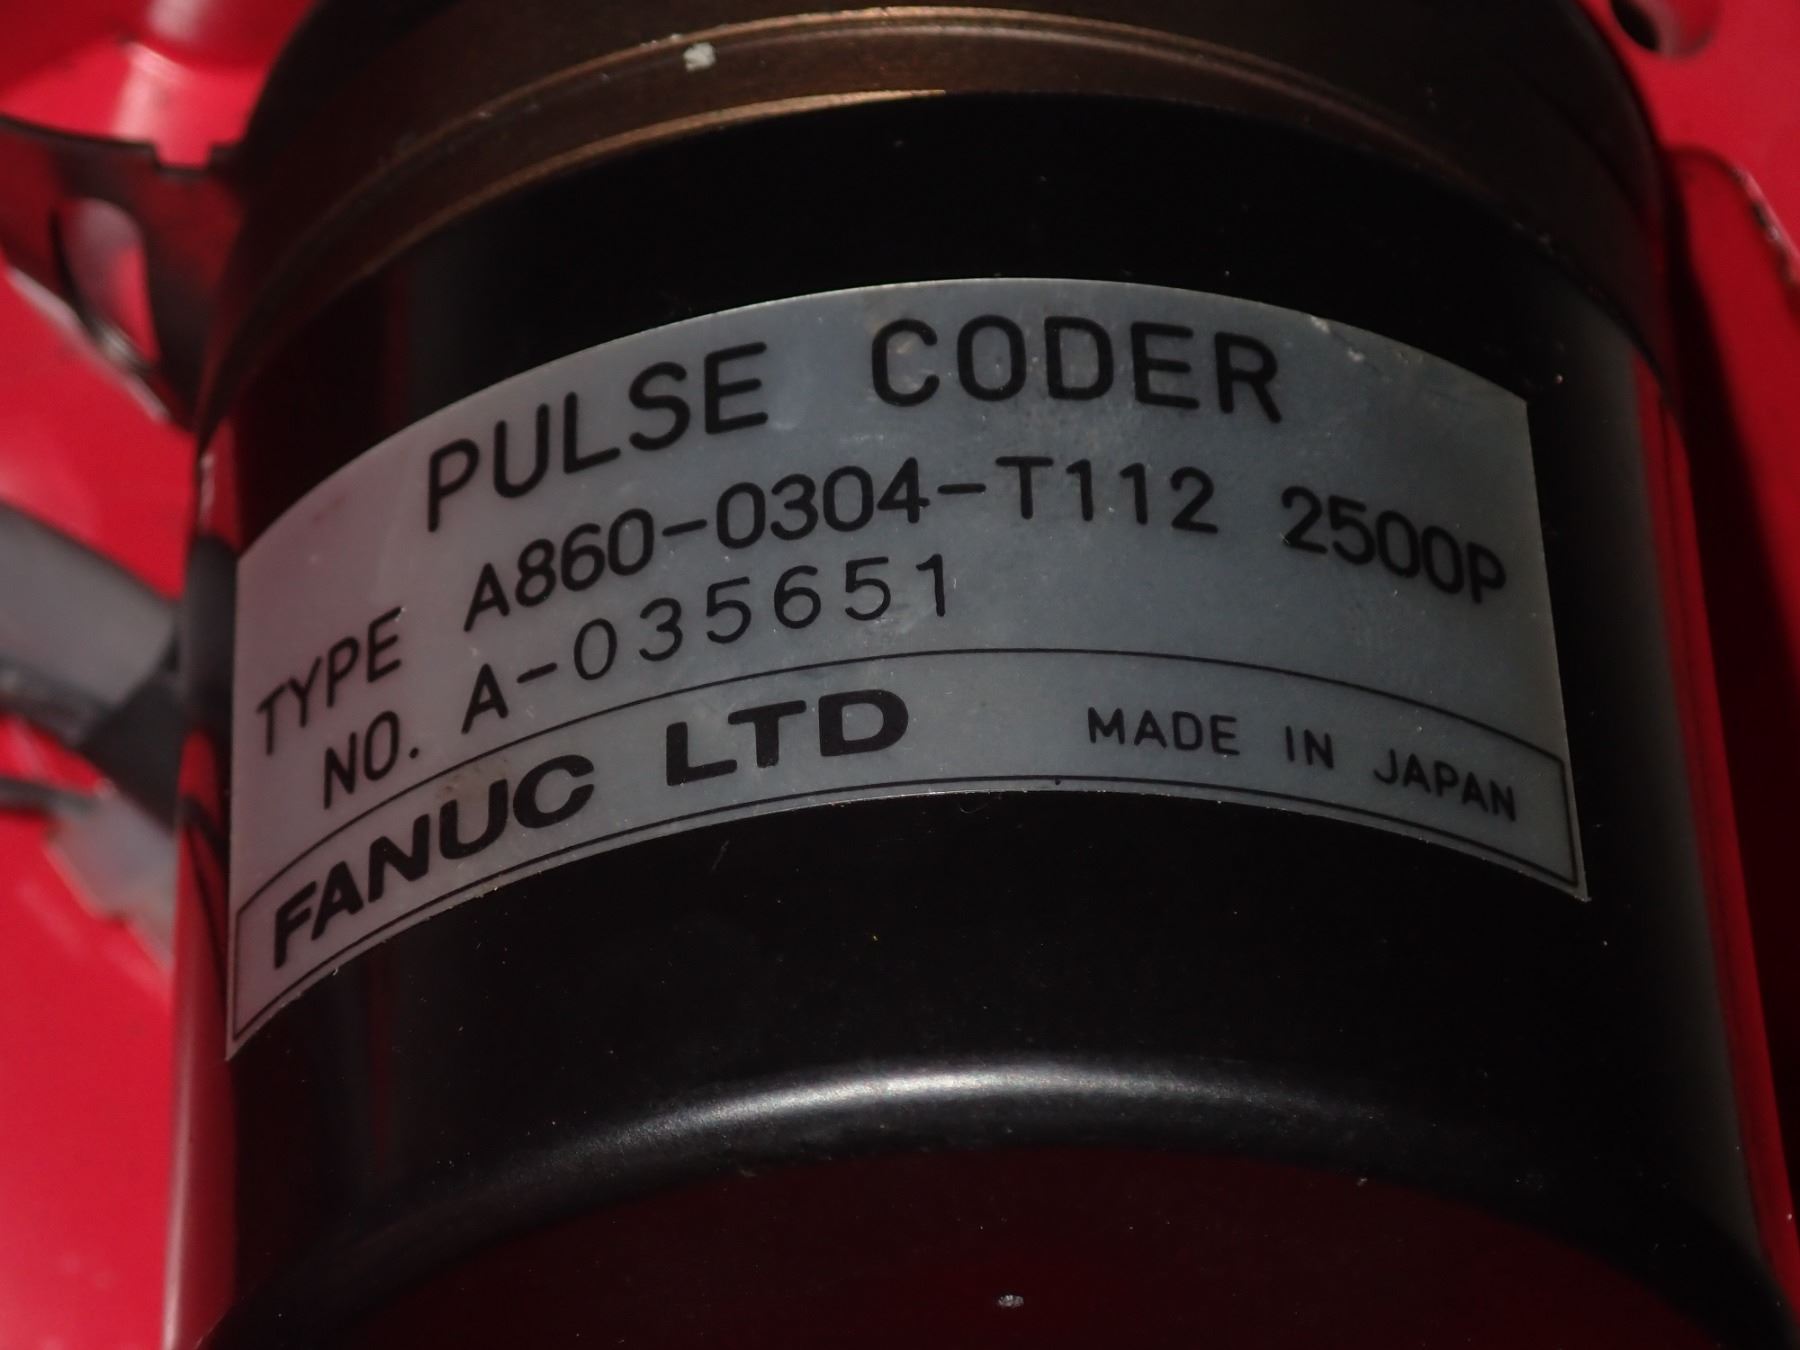 PULSE CODER
TYPE A860-0304-T112 2500P
NO. A-035651
FANUC LTD MADE IN JAPAN